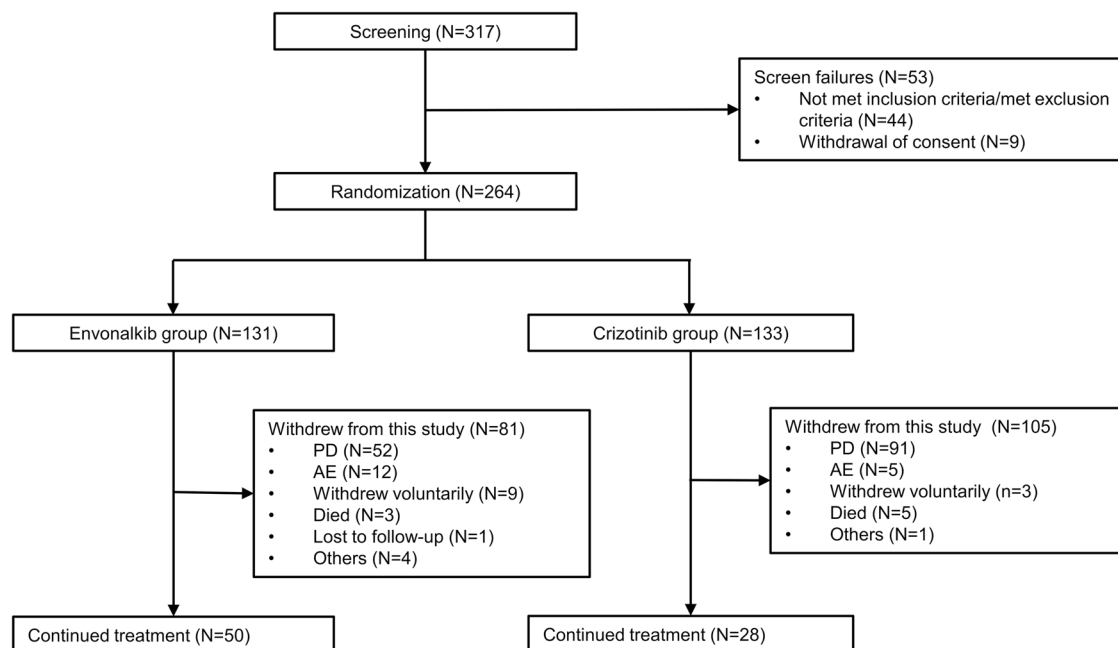 Screening (N=317)
Screen failures (N=53)
• Not met inclusion criteria/met exclusion
criteria (N=44)
• Withdrawal of consent (N=9)
Randomization (N=264)
Envonalkib group (N=131)
Crizotinib group (N=133)
Withdrew from this study (N=81)
• PD (N=52)
• AE (N=12)
• Withdrew voluntarily (N=9)
• Died (N=3)
• Lost to follow-up (N=1)
• Others (N=4)
Withdrew from this study (N=105)
• PD (N=91)
• AE (N=5)
• Withdrew voluntarily (n=3)
• Died (N=5)
• Others (N=1)
Continued treatment (N=50)
Continued treatment (N=28)